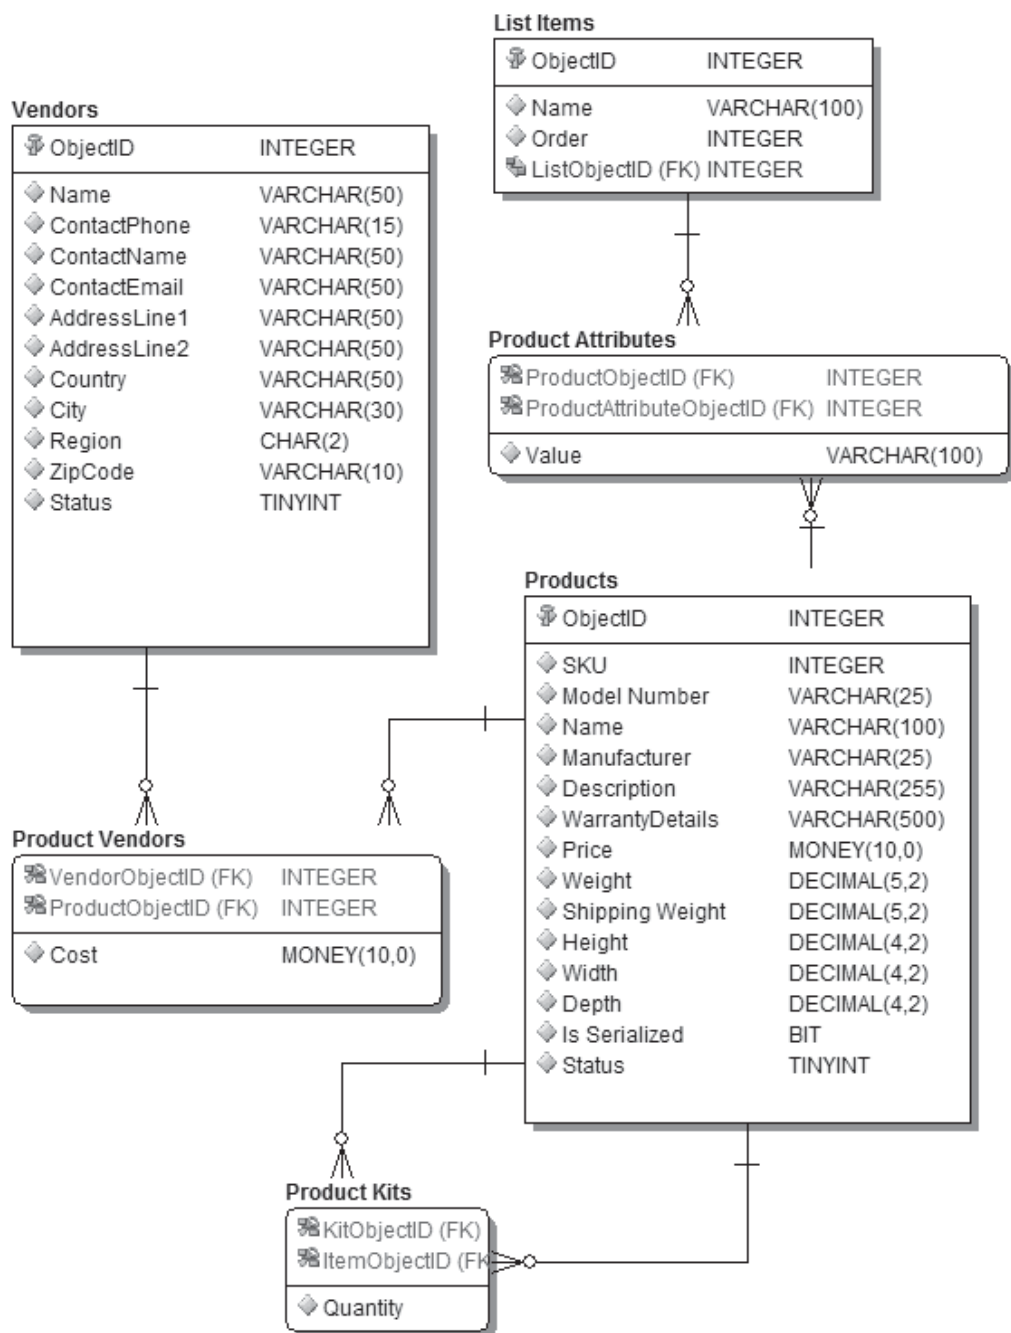 List Items
ObjectID INTEGER
Name VARCHAR(100)
Order INTEGER
ListObjectID (FK) INTEGER
Vendors
ObjectID INTEGER
Name VARCHAR(50)
ContactPhone VARCHAR(15)
ContactName VARCHAR(50)
ContactEmail VARCHAR(50)
AddressLine1 VARCHAR(50)
AddressLine2 VARCHAR(50)
Country VARCHAR(50)
City VARCHAR(30)
Region CHAR(2)
ZipCode VARCHAR(10)
Status TINYINT
Product Attributes
ProductObjectID (FK) INTEGER
ProductAttributeObjectID (FK) INTEGER
Value VARCHAR(100)
Products
ObjectID INTEGER
SKU INTEGER
Model Number VARCHAR(25)
Name VARCHAR(100)
Manufacturer VARCHAR(25)
Description VARCHAR(255)
WarrantyDetails VARCHAR(500)
Price MONEY(10,0)
Weight DECIMAL(5,2)
Shipping Weight DECIMAL(5,2)
Height DECIMAL(4,2)
Width DECIMAL(4,2)
Depth DECIMAL(4,2)
Is Serialized BIT
Status TINYINT
Product Vendors
VendorObjectID (FK) INTEGER
ProductObjectID (FK) INTEGER
Cost MONEY(10,0)
Product Kits
KitObjectID (FK)
ItemObjectID (FK
Quantity